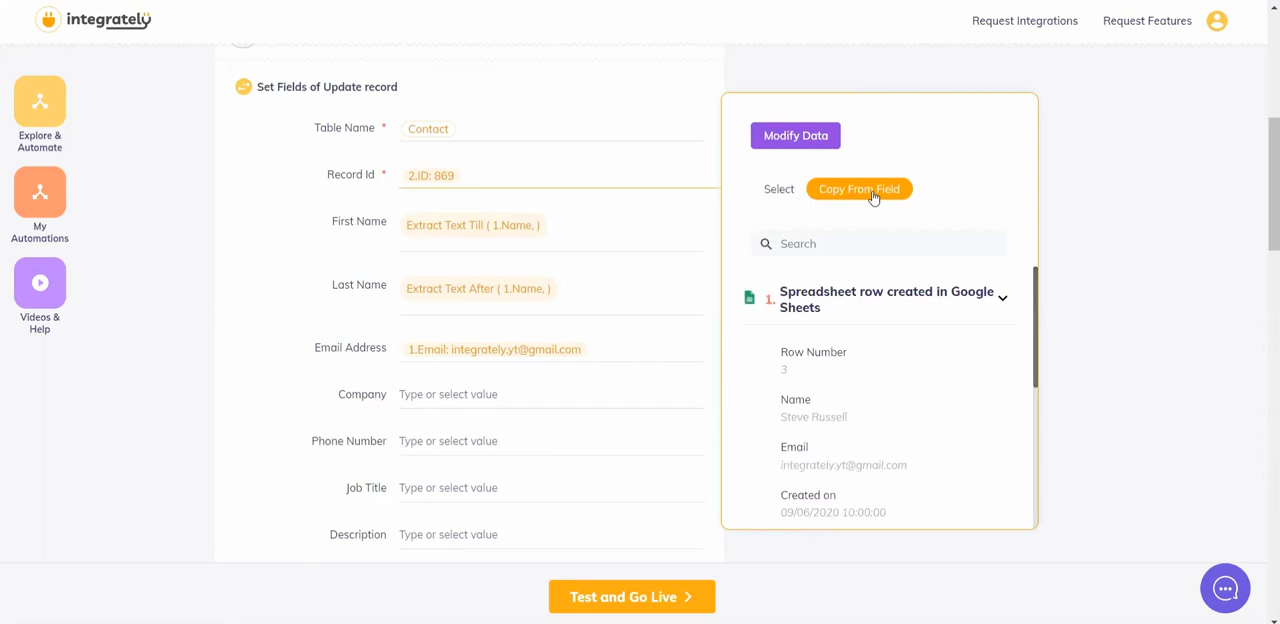 integrately
Request Integrations
Request Features
Explore &
Automate
My
Automations
Videos &
Help
Set Fields of Update record
Table Name *
Contact
Record Id *
2.ID: 869
First Name
Extract Text Till ( 1.Name, )
Last Name
Extract Text After ( 1.Name, )
Email Address
1.Email: integrately.yt@gmail.com
Company
Type or select value
Phone Number
Type or select value
Job Title
Type or select value
Description
Type or select value
Modify Data
Select
Copy From Field
Search
1. Spreadsheet row created in Google
Sheets
Row Number
3
Name
Steve Russell
Email
integrately.yt@gmail.com
Created on
09/06/2020 10:00:00
Test and Go Live